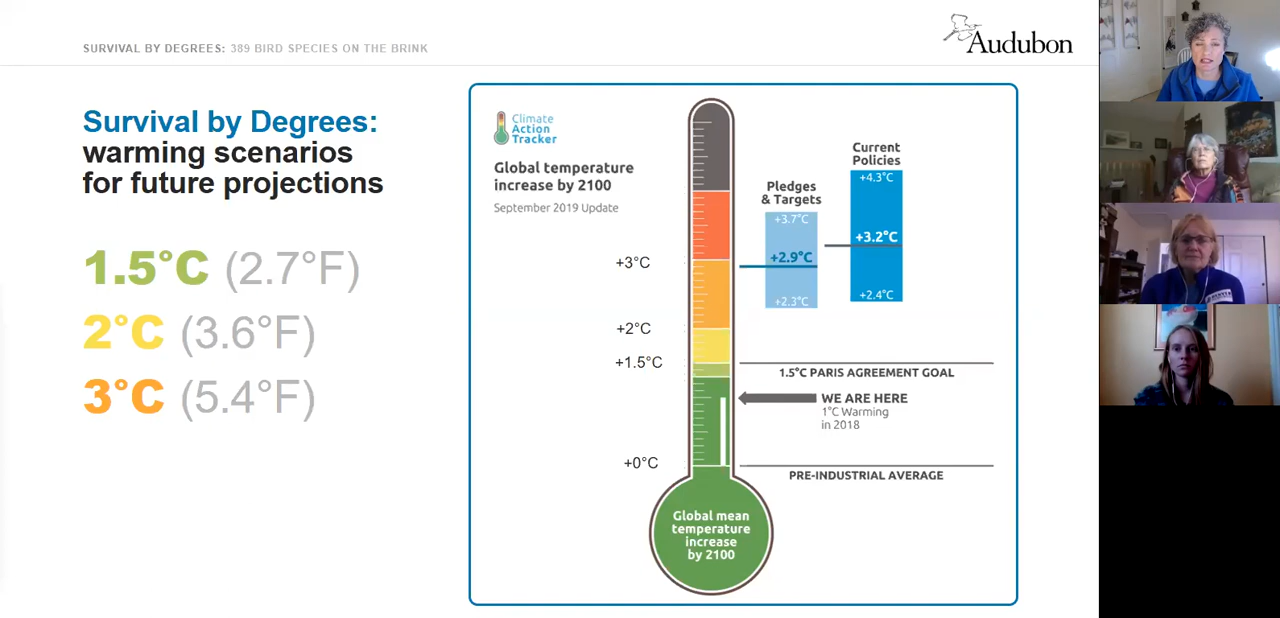 SURVIVAL BY DEGREES: 389 BIRD SPECIES ON THE BRINK
Audubon
Survival by Degrees:
warming scenarios
for future projections
1.5°C (2.7°F)
2°C (3.6°F)
3°C (5.4°F)
Climate
Action
Tracker
Global temperature
increase by 2100
September 2019 Update
+3°C
+2°C
+1.5°C
+0°C
Pledges
& Targets
+3.7°C
+2.9°C
+2.3°C
Current
Policies
+4.3°C
+3.2°C
+2.4°C
1.5°C PARIS AGREEMENT GOAL
WE ARE HERE
1°C Warming
in 2018
PRE-INDUSTRIAL AVERAGE
Global mean
temperature
increase
by 2100